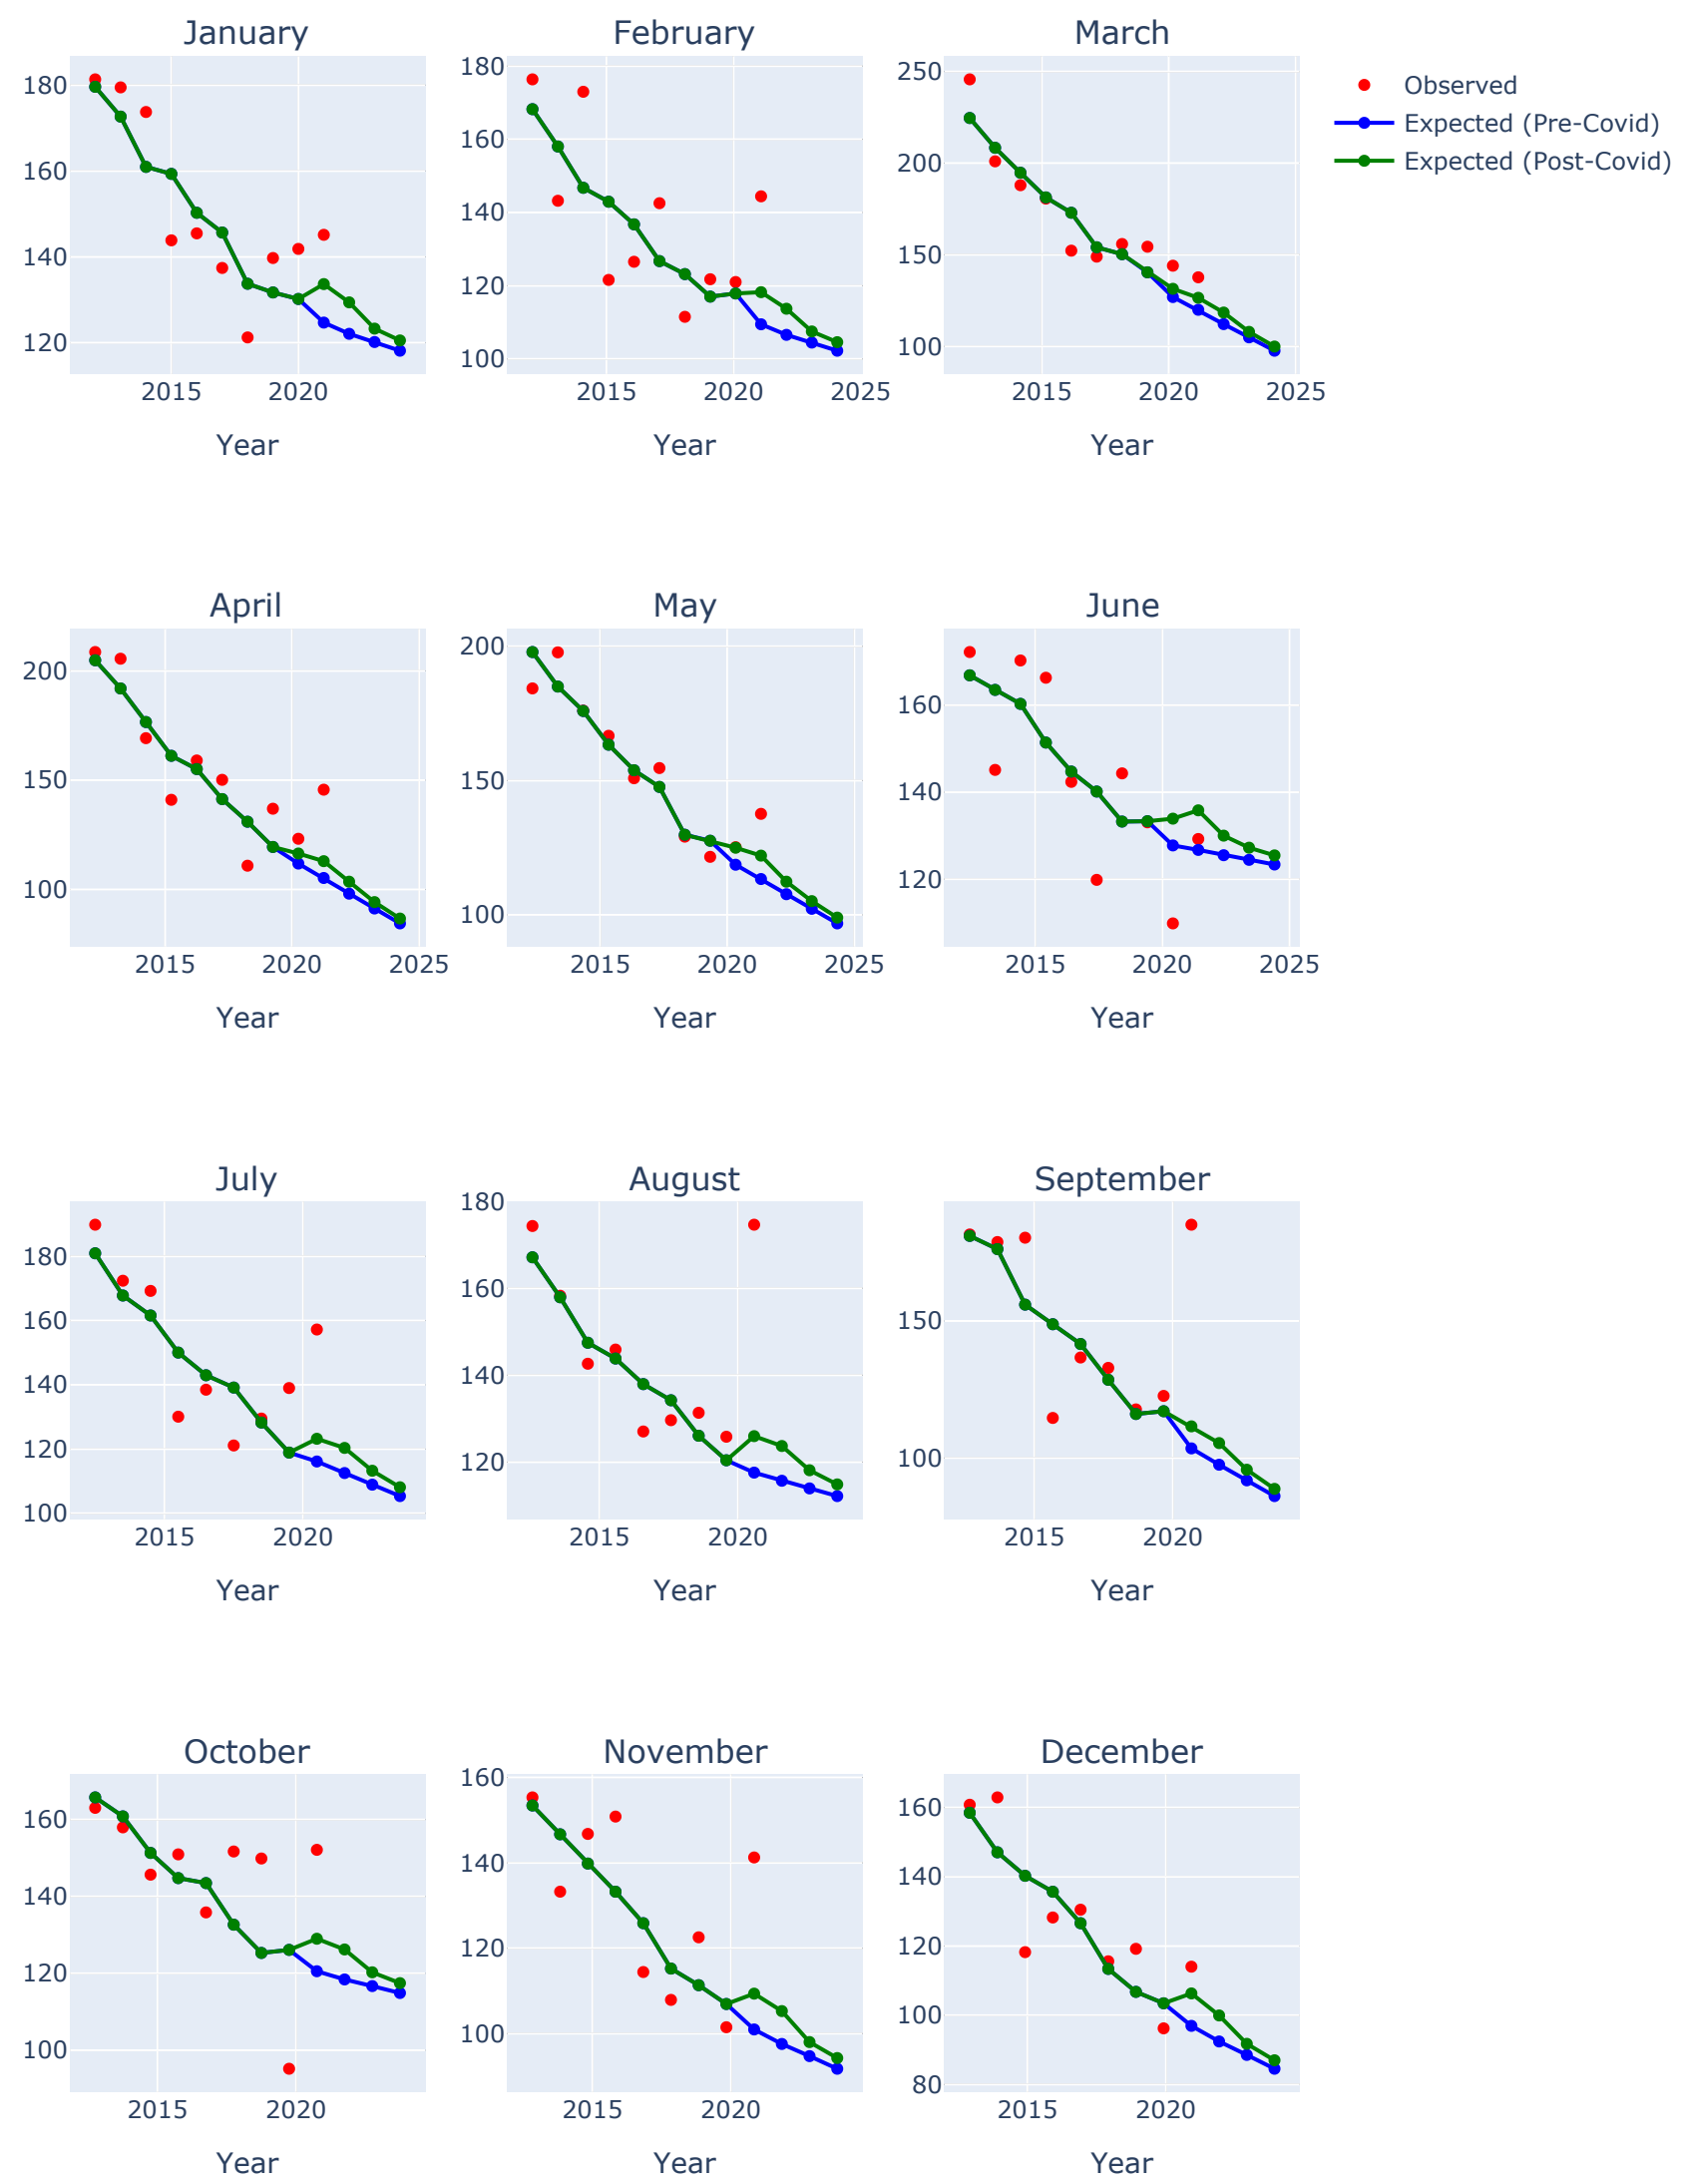 January
February
March
180
160
140
120
2015
2020
Year
180
160
140
120
100
2015
2020
2025
Year
250
200
150
100
2015
2020
2025
Year
Observed
Expected (Pre-Covid)
Expected (Post-Covid)
April
May
June
200
150
100
2015
2020
2025
Year
200
150
100
2015
2020
2025
Year
160
140
120
2015
2020
2025
Year
July
August
September
180
160
140
120
100
2015
2020
Year
180
160
140
120
2015
2020
Year
150
100
2015
2020
Year
October
November
December
160
140
120
100
2015
2020
Year
160
140
120
100
2015
2020
Year
160
140
120
100
80
2015
2020
Year